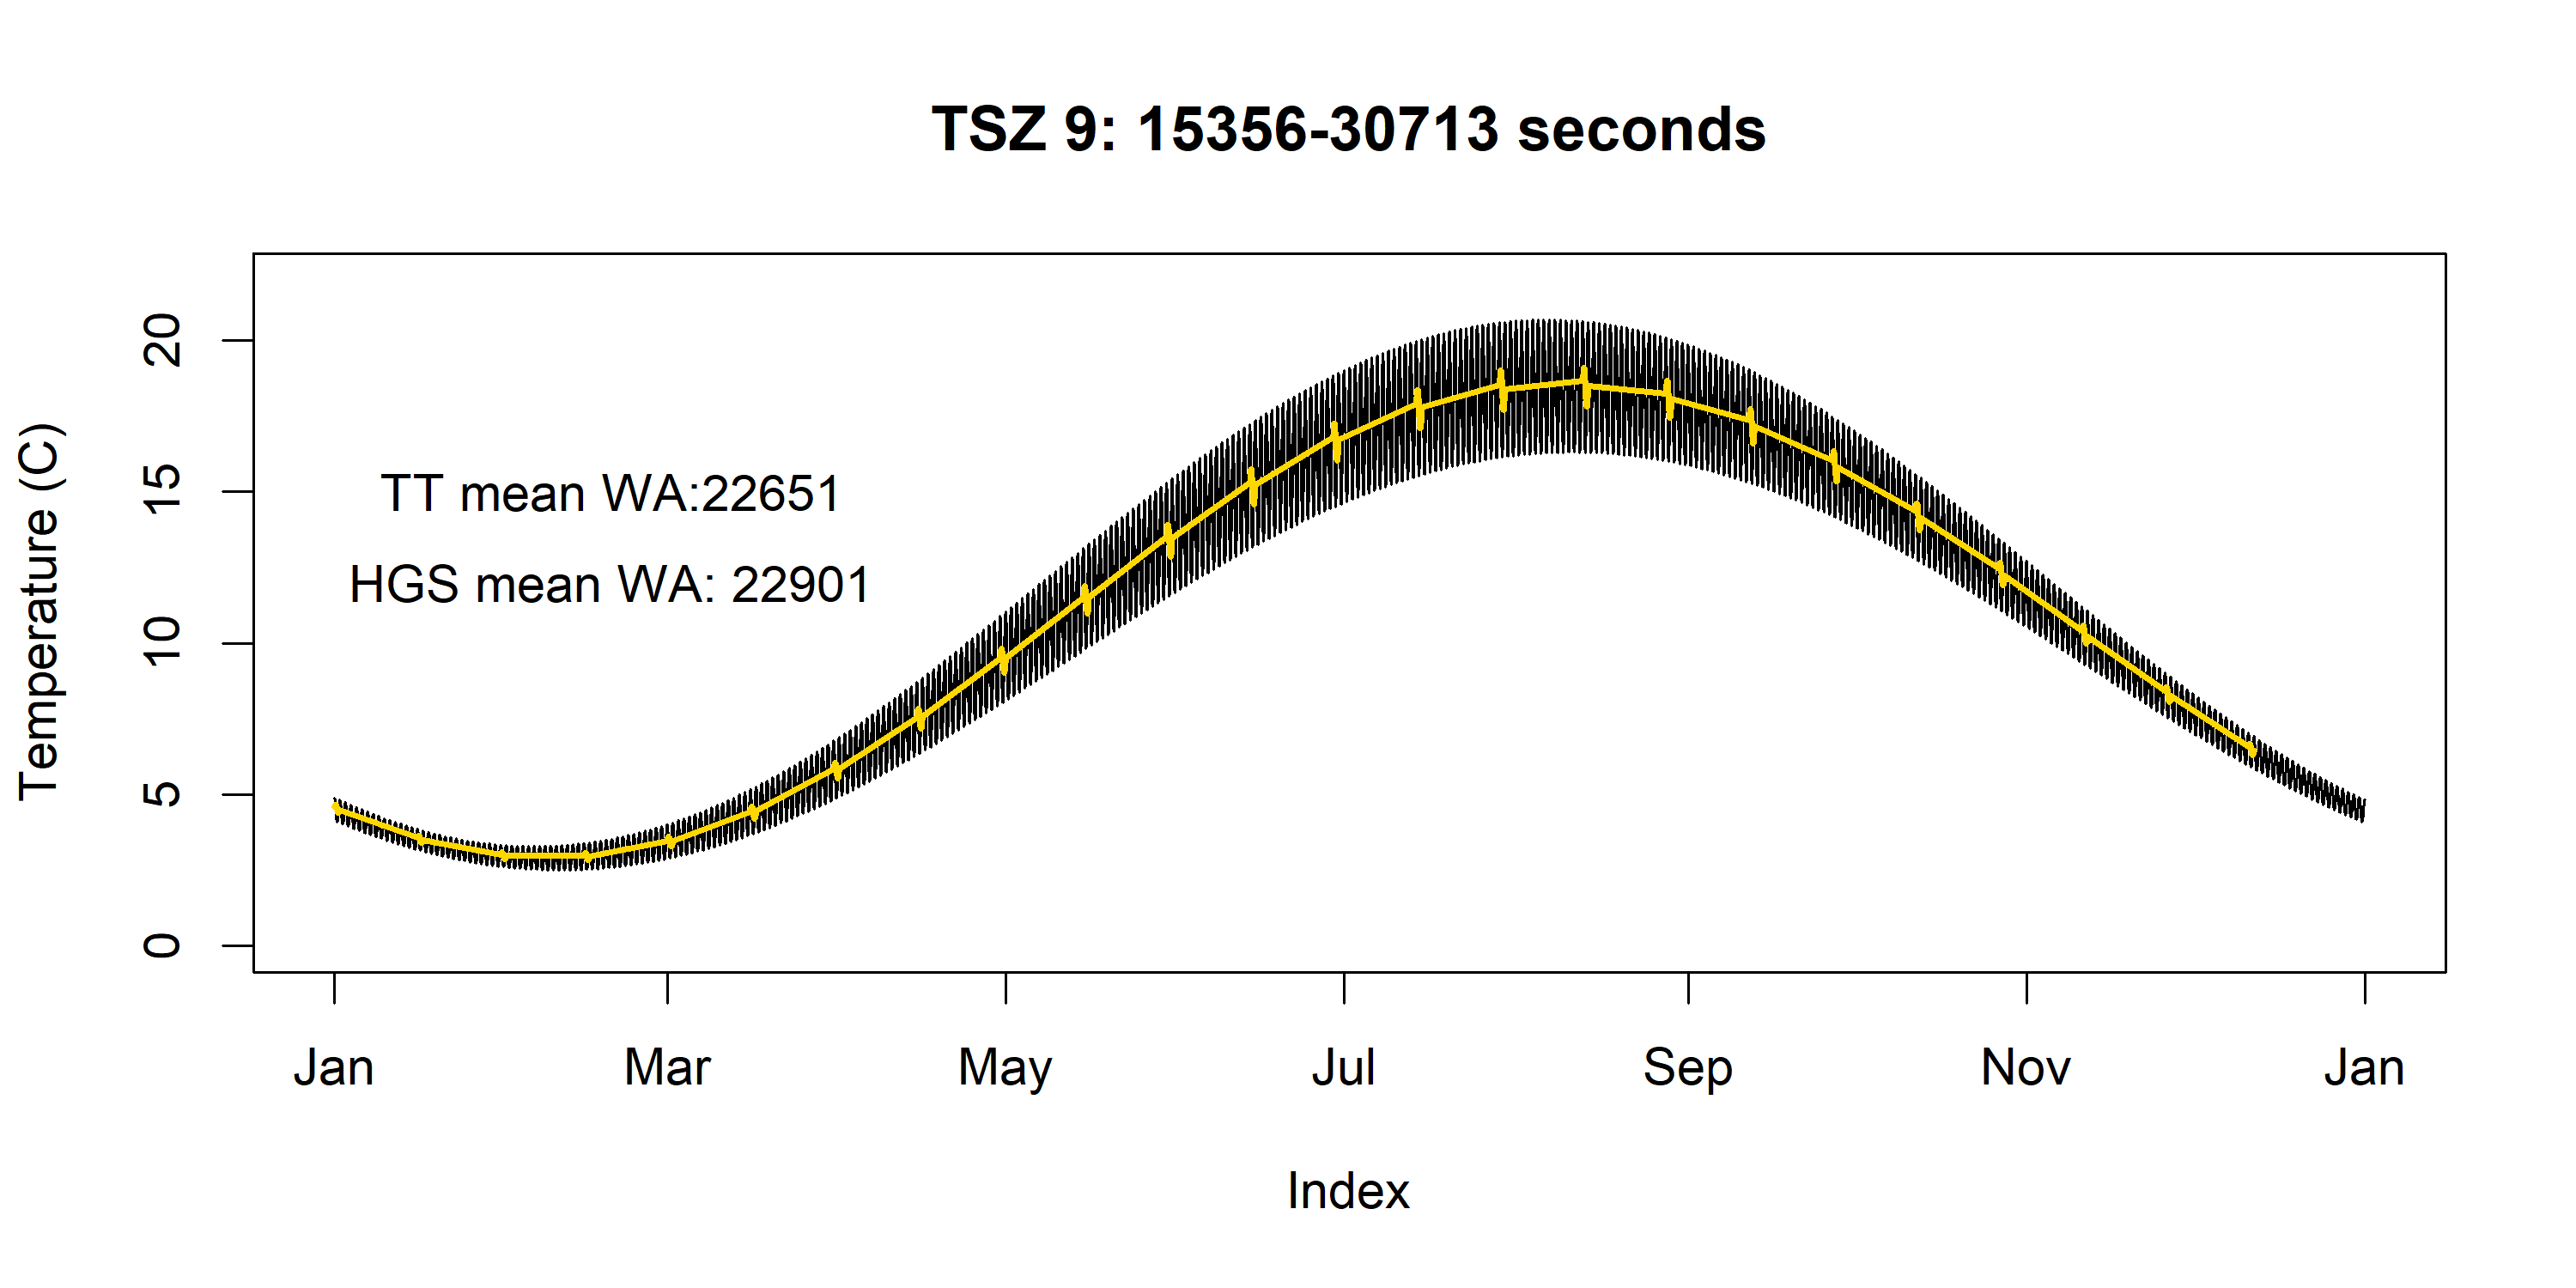 TSZ 9: 15356-30713 seconds
Temperature (C)
20
15
10
5
0
TT mean WA:22651
HGS mean WA: 22901
Jan Mar May Jul Sep Nov Jan
Index